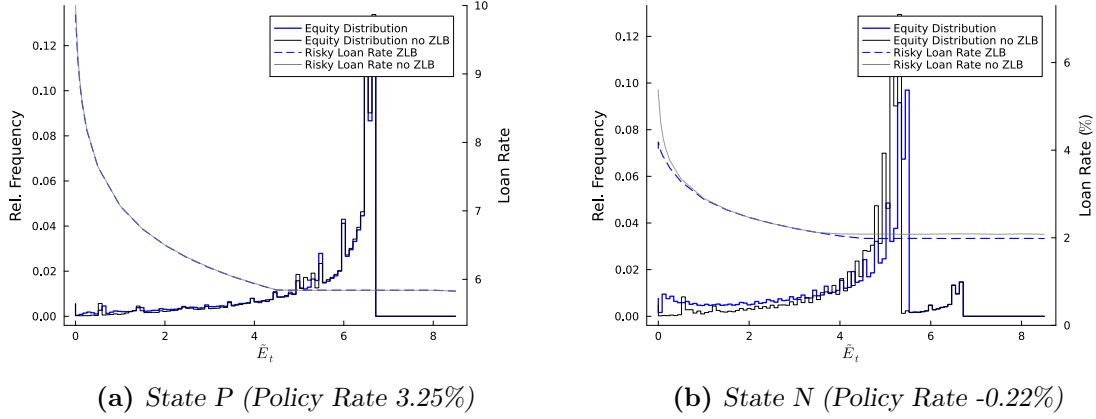 Equity Distribution
Equity Distribution no ZLB
Risky Loan Rate ZLB
Risky Loan Rate no ZLB
Rel. Frequency
0.12
0.10
0.08
0.06
0.04
0.02
0.00
0 2 4 6 8
Ẽt
10
9
8
7
6
Loan Rate
(a) State P (Policy Rate 3.25%)
Equity Distribution
Equity Distribution no ZLB
Risky Loan Rate ZLB
Risky Loan Rate no ZLB
Rel. Frequency
0.12
0.10
0.08
0.06
0.04
0.02
0.00
0 2 4 6 8
Ẽt
6
4
2
0
Loan Rate (%)
(b) State N (Policy Rate -0.22%)